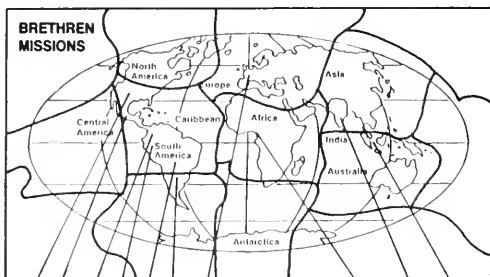 BRETHREN
MISSIONS
North
America
Europe
Asia
Central
America
Caribbean
Africa
South
America
India
Australia
Antarctica